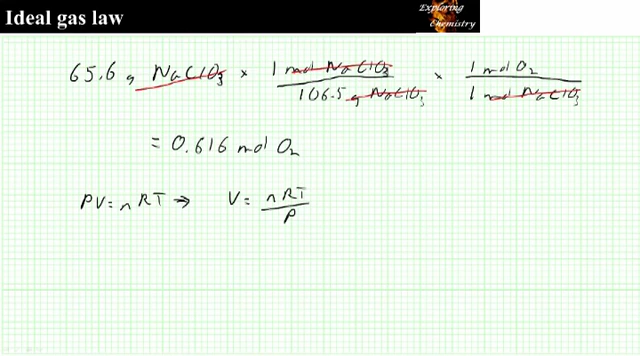 Ideal gas law
Exploring
Chemistry
65.6 g NaClO₃ × 1 mol NaClO₃ / 106.5 g NaClO₃ × 1 mol O₂ / 1 mol NaClO₃
= 0.616 mol O₂
PV = nRT → V = nRT / P